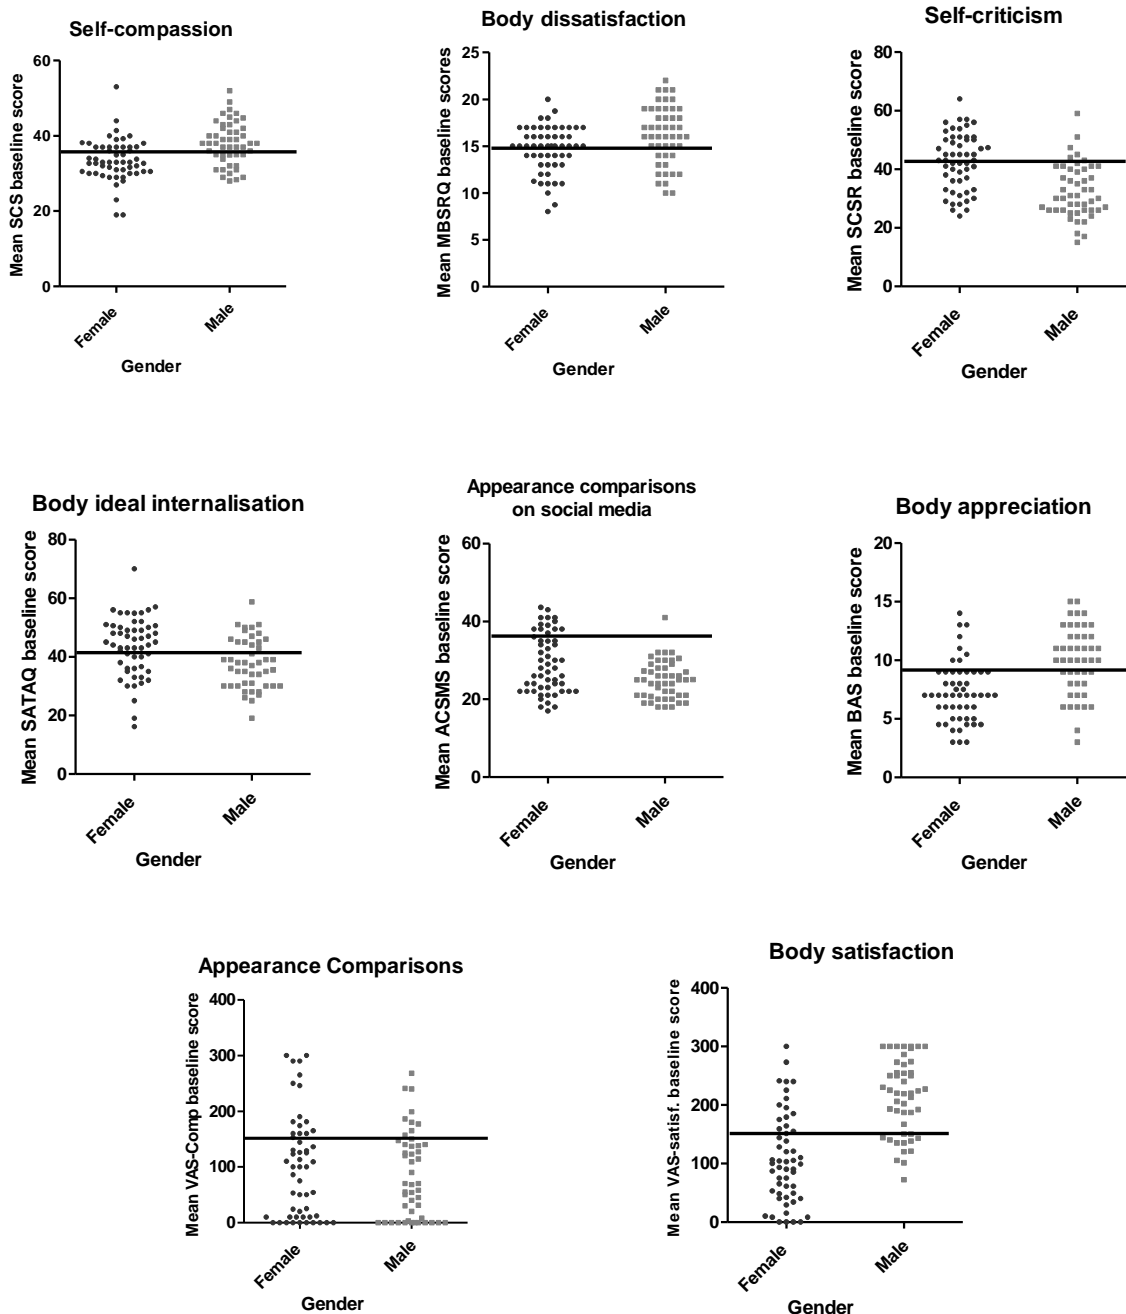 Self-compassion
Mean SCS baseline score
60
40
20
0
Female
Male
Gender
Body dissatisfaction
Mean MBSRQ baseline scores
25
20
15
10
5
0
Female
Male
Gender
Self-criticism
Mean SCSR baseline score
80
60
40
20
0
Female
Male
Gender
Body ideal internalisation
Mean SATAQ baseline score
80
60
40
20
0
Female
Male
Gender
Appearance comparisons
on social media
Mean ACSMS baseline score
60
40
20
0
Female
Male
Gender
Body appreciation
Mean BAS baseline score
20
15
10
5
0
Female
Male
Gender
Appearance Comparisons
Mean VAS-Comp baseline score
400
300
200
100
0
Female
Male
Gender
Body satisfaction
Mean VAS-satisf. baseline score
400
300
200
100
0
Female
Male
Gender